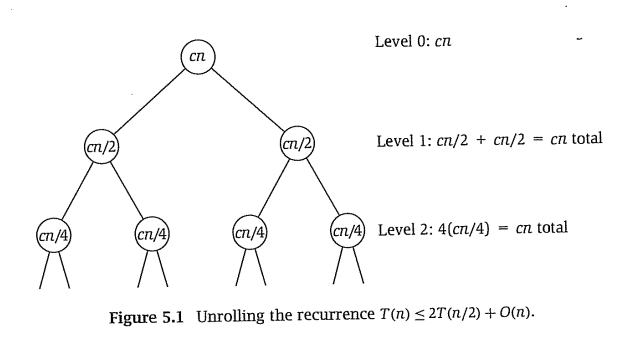 cn
Level 0: cn
cn/2
cn/2
Level 1: cn/2 + cn/2 = cn total
cn/4
cn/4
cn/4
cn/4
Level 2: 4(cn/4) = cn total
Figure 5.1 Unrolling the recurrence T(n) ≤ 2T(n/2) + O(n).